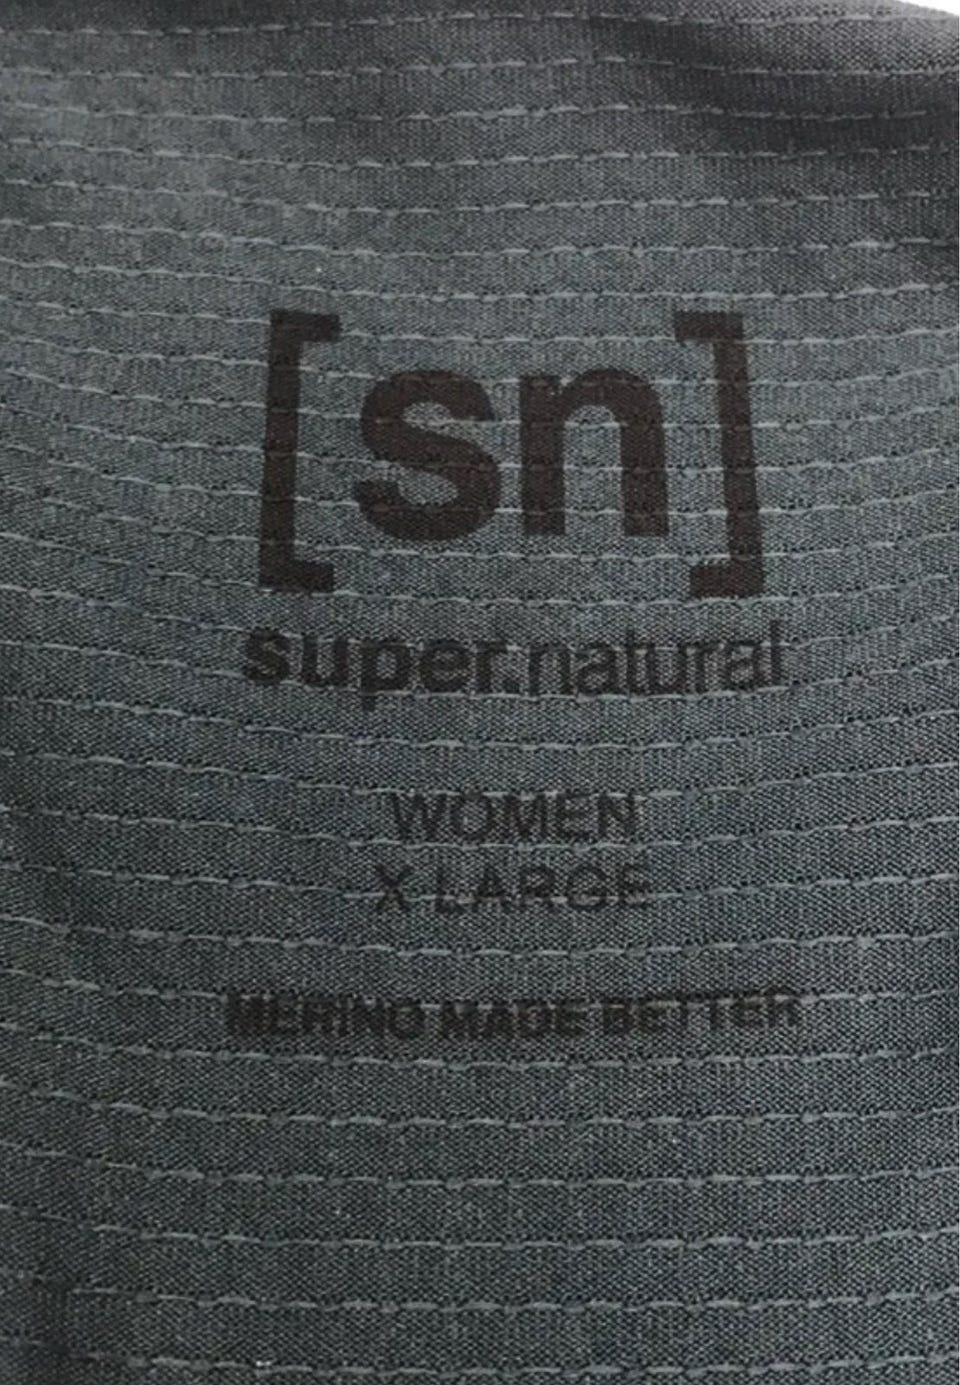 [sn]
super.natural
WOMEN
X LARGE
MERINO MADE BETTER